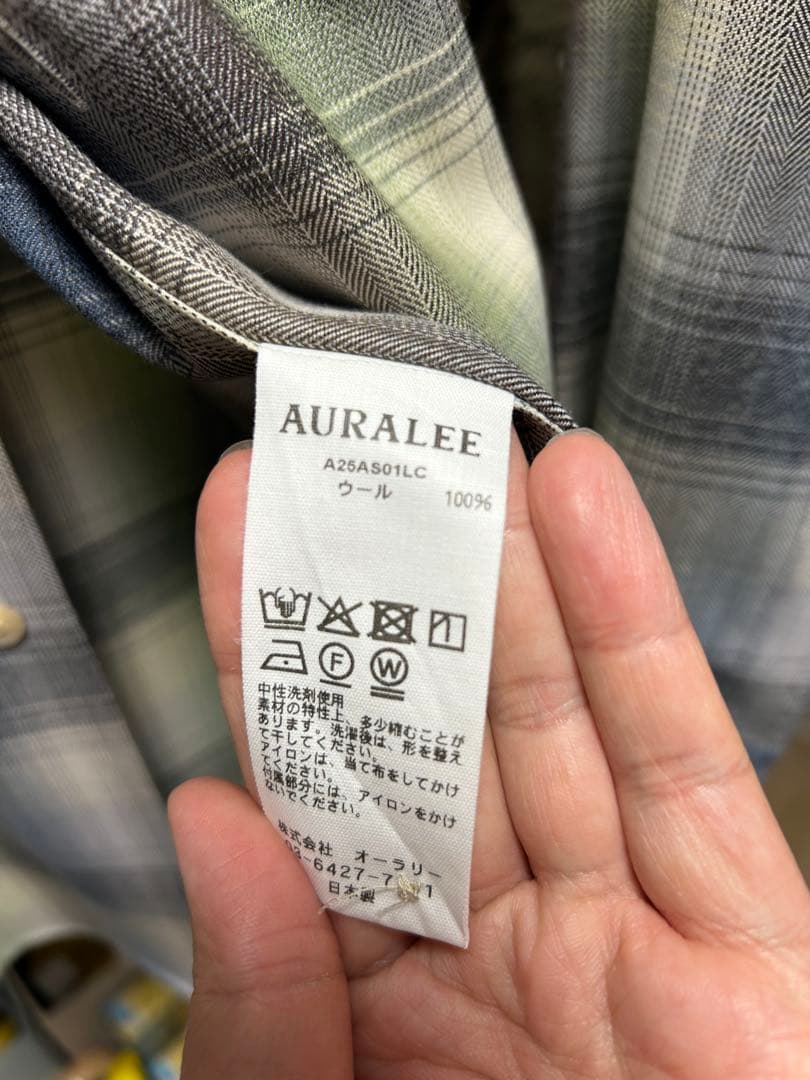 AURALEE
A25AS01LC
ウール 100%
F
W
中性洗剤使用
素材の特性上、多少縮むことが
あります。洗濯後は、形を整え
て干してください。
アイロンは、当て布をしてかけ
てください。
付属部分には、アイロンをかけ
ないでください。
株式会社 オーラリー
日本製